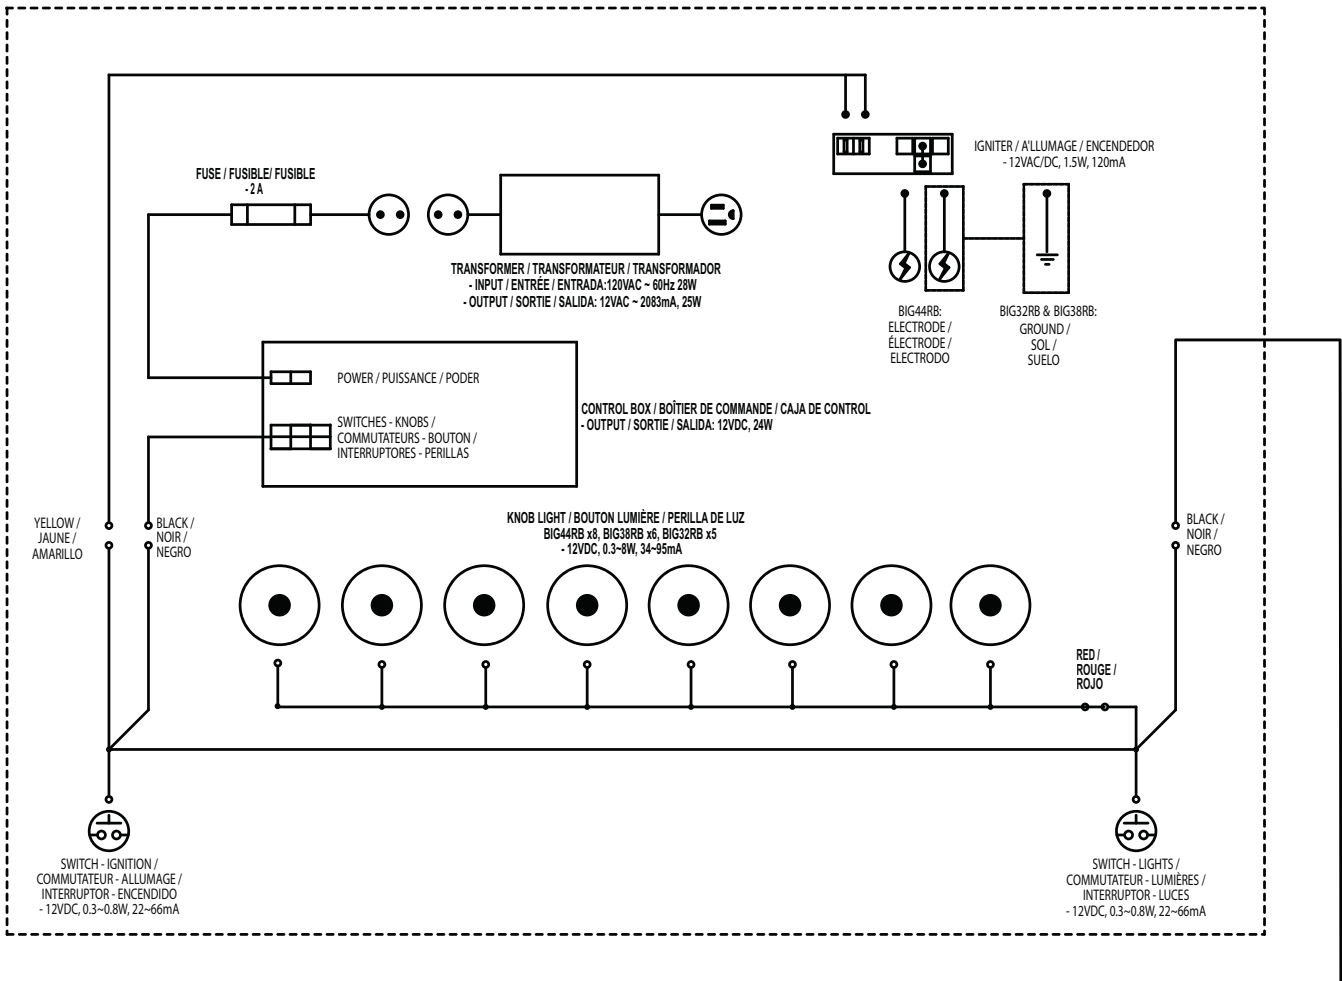 IGNITER / A'LLUMAGE / ENCENDEDOR
- 12VAC/DC, 1.5W, 120mA
FUSE / FUSIBLE/ FUSIBLE
- 2 A
TRANSFORMER / TRANSFORMATEUR / TRANSFORMADOR
- INPUT / ENTRÉE / ENTRADA:120VAC ~ 60Hz 28W
- OUTPUT / SORTIE / SALIDA: 12VAC ~ 2083mA, 25W
BIG44RB:
ELECTRODE /
ÉLECTRODE /
ELECTRODO
BIG32RB & BIG38RB:
GROUND /
SOL /
SUELO
POWER / PUISSANCE / PODER
SWITCHES - KNOBS /
COMMUTATEURS - BOUTON /
INTERRUPTORES - PERILLAS
CONTROL BOX / BOÎTIER DE COMMANDE / CAJA DE CONTROL
- OUTPUT / SORTIE / SALIDA: 12VDC, 24W
YELLOW /
JAUNE /
AMARILLO
BLACK /
NOIR /
NEGRO
KNOB LIGHT / BOUTON LUMIÈRE / PERILLA DE LUZ
BIG44RB x8, BIG38RB x6, BIG32RB x5
- 12VDC, 0.3~8W, 34~95mA
BLACK /
NOIR /
NEGRO
RED /
ROUGE /
ROJO
SWITCH - IGNITION /
COMMUTATEUR - ALLUMAGE /
INTERRUPTOR - ENCENDIDO
- 12VDC, 0.3~0.8W, 22~66mA
SWITCH - LIGHTS /
COMMUTATEUR - LUMIÈRES /
INTERRUPTOR - LUCES
- 12VDC, 0.3~0.8W, 22~66mA